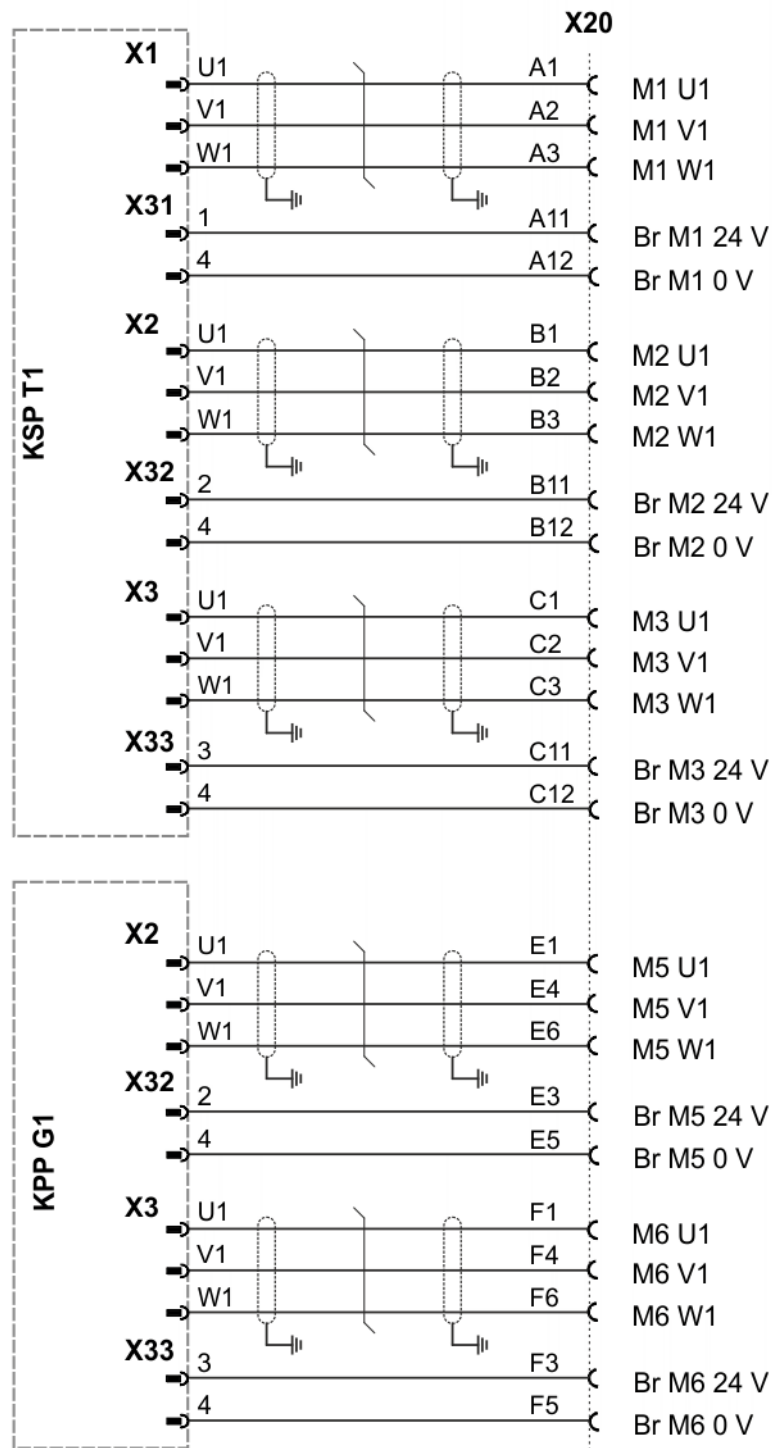 X20
X1
U1 A1 M1 U1
V1 A2 M1 V1
W1 A3 M1 W1
X31
1 A11 Br M1 24 V
4 A12 Br M1 0 V
X2
U1 B1 M2 U1
V1 B2 M2 V1
W1 B3 M2 W1
KSP T1
X32
2 B11 Br M2 24 V
4 B12 Br M2 0 V
X3
U1 C1 M3 U1
V1 C2 M3 V1
W1 C3 M3 W1
X33
3 C11 Br M3 24 V
4 C12 Br M3 0 V
X2
U1 E1 M5 U1
V1 E4 M5 V1
W1 E6 M5 W1
X32
2 E3 Br M5 24 V
4 E5 Br M5 0 V
KPP G1
X3
U1 F1 M6 U1
V1 F4 M6 V1
W1 F6 M6 W1
X33
3 F3 Br M6 24 V
4 F5 Br M6 0 V